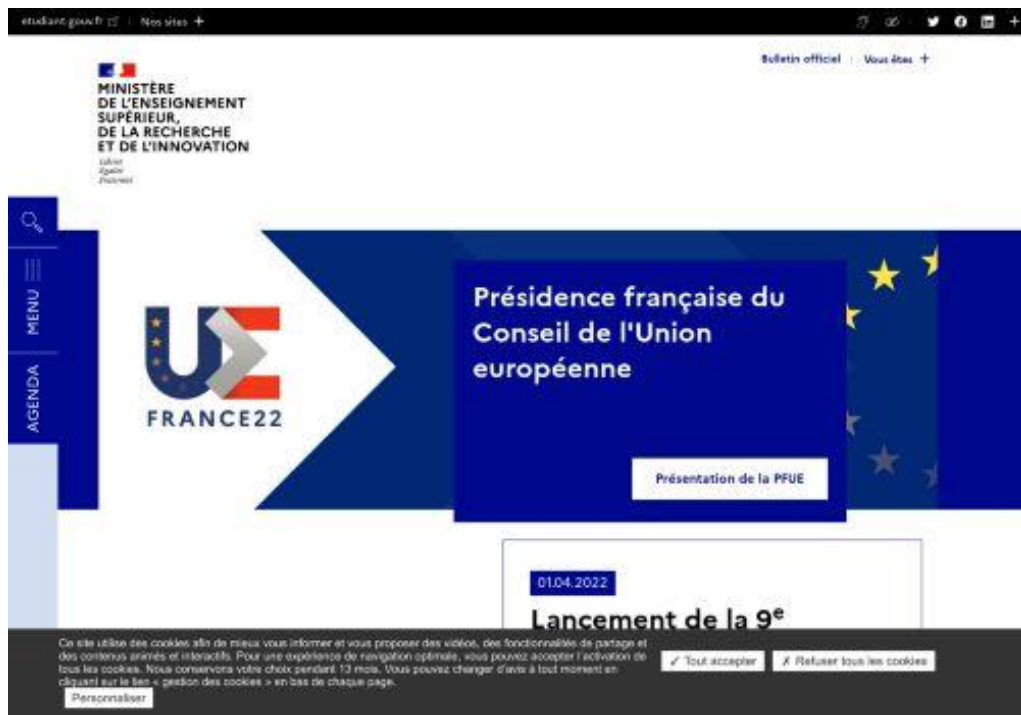 etudiant.gouv.fr
Nos sites +
Bulletin officiel
Vous êtes +
MINISTÈRE
DE L'ENSEIGNEMENT
SUPÉRIEUR,
DE LA RECHERCHE
ET DE L'INNOVATION
Liberté
Égalité
Fraternité
MENU
AGENDA
UE
FRANCE22
Présidence française du
Conseil de l'Union
européenne
Présentation de la PFUE
01.04.2022
Lancement de la 9e
Ce site utilise des cookies afin de mieux vous informer et vous proposer des vidéos, des fonctionnalités de partage et
des contenus animés et interactifs. Pour une expérience de navigation optimale, vous pouvez accepter l'activation de
tous les cookies. Nous conservons votre choix pendant 13 mois. Vous pouvez changer d'avis à tout moment en
cliquant sur le lien « gestion des cookies » en bas de chaque page.
✓ Tout accepter
✗ Refuser tous les cookies
Personnaliser